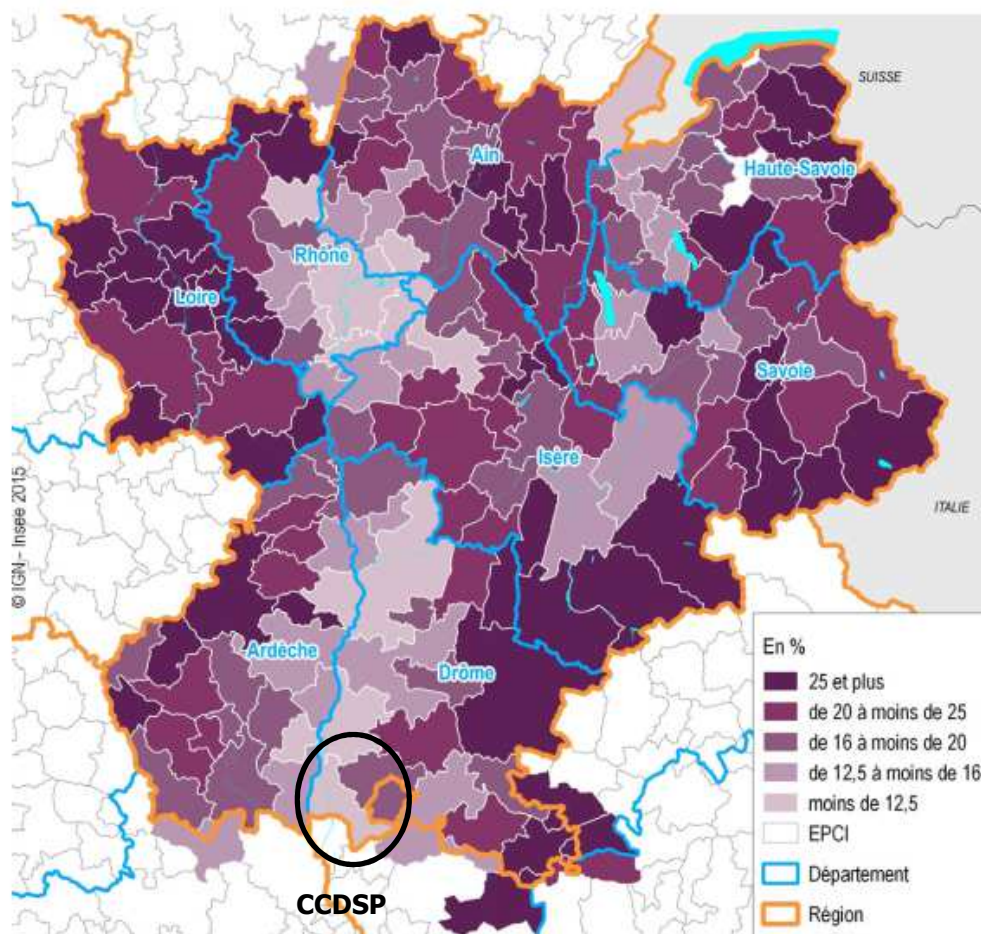 SUISSE
Ain
Haute-Savoie
Rhône
Loire
Savoie
Isère
ITALIE
© IGN - Insee 2015
Ardèche
Drôme
CCDSP
En %
25 et plus
de 20 à moins de 25
de 16 à moins de 20
de 12,5 à moins de 16
moins de 12,5
EPCI
Département
Région